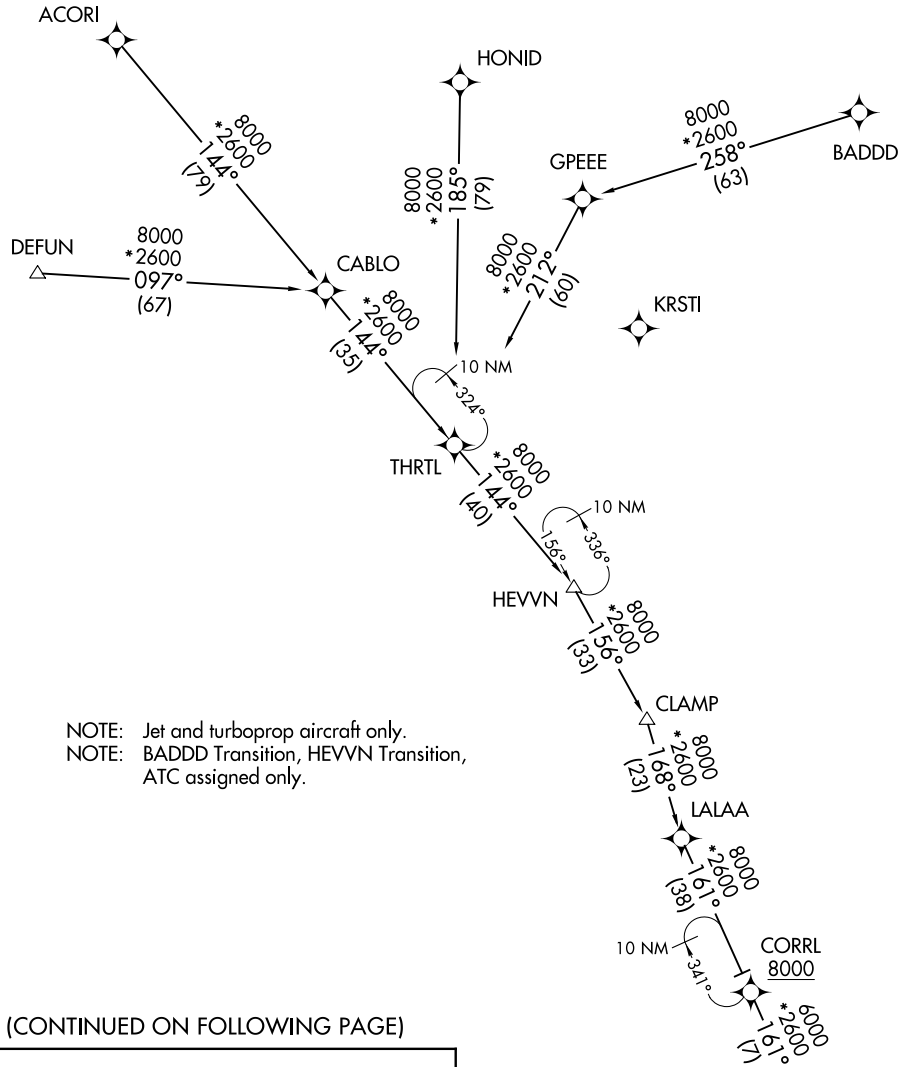 ACORI
HONID
BADDD
GPEEE
8000
*2600
144°
(79)
8000
*2600
185°
(79)
8000
*2600
258°
(63)
DEFUN
8000
*2600
097°
(67)
CABLO
8000
*2600
212°
(60)
KRSTI
8000
*2600
144°
(35)
10 NM
324°
THRTL
8000
*2600
144°
(40)
10 NM
156°
336°
HEVVN
8000
*2600
156°
(33)
CLAMP
NOTE: Jet and turboprop aircraft only.
NOTE: BADDD Transition, HEVVN Transition,
ATC assigned only.
8000
*2600
168°
(23)
LALAA
8000
*2600
161°
(38)
10 NM
341°
CORRL
8000
6000
*2600
161°
(7)
(CONTINUED ON FOLLOWING PAGE)